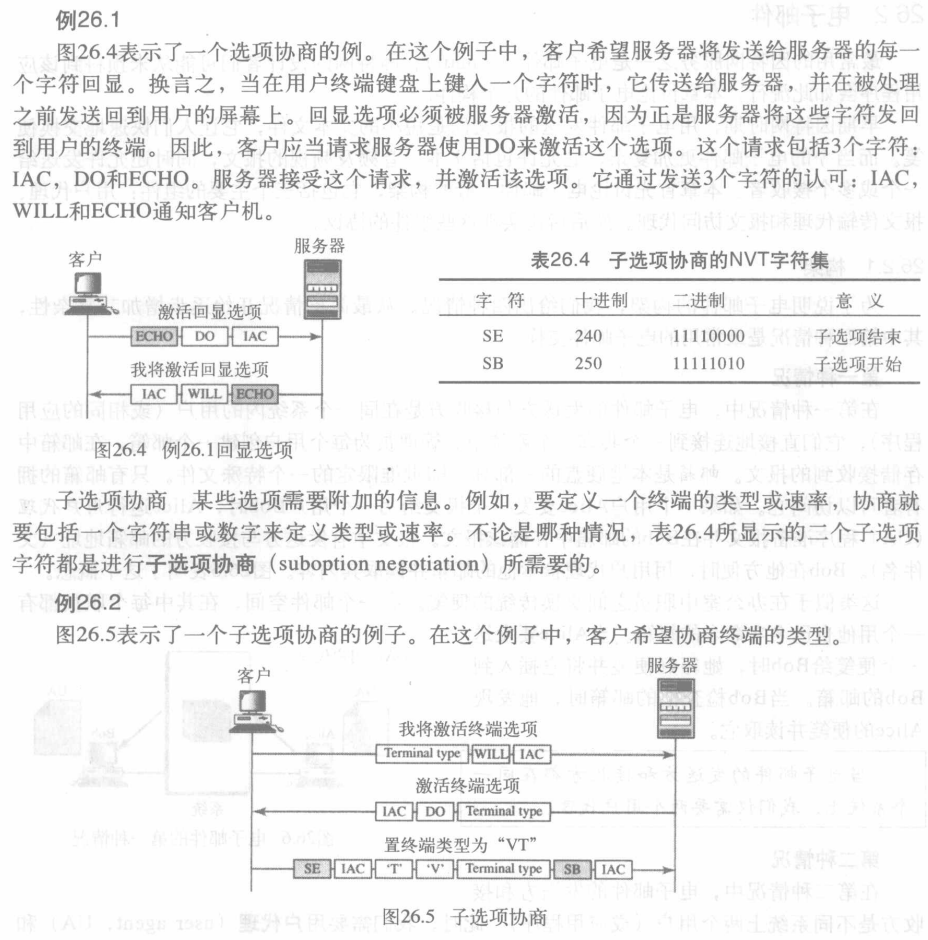 例26.1
图26.4表示了一个选项协商的例。在这个例子中，客户希望服务器将发送给服务器的每一
个字符回显。换言之，当在用户终端键盘上键入一个字符时，它传送给服务器，并在被处理
之前发送回到用户的屏幕上。回显选项必须被服务器激活，因为正是服务器将这些字符发回
到用户的终端。因此，客户应当请求服务器使用DO来激活这个选项。这个请求包括3个字符：
IAC、DO和ECHO。服务器接受这个请求，并激活该选项。它通过发送3个字符的认可：IAC，
WILL和ECHO通知客户机。
客户
服务器
激活回显选项
ECHO DO IAC
我将激活回显选项
IAC WILL ECHO
图26.4 例26.1回显选项
表26.4 子选项协商的NVT字符集
字 符 十进制 二进制 意 义
SE 240 11110000 子选项结束
SB 250 11111010 子选项开始
子选项协商 某些选项需要附加的信息。例如，要定义一个终端的类型或速率，协商就
要包括一个字符串或数字来定义类型或速率。不论是哪种情况，表26.4所显示的三个子选项
字符都是进行子选项协商（suboption negotiation）所需要的。
例26.2
图26.5表示了一个子选项协商的例子。在这个例子中，客户希望协商终端的类型。
客户
服务器
我将激活终端选项
Terminal type WILL IAC
激活终端选项
IAC DO Terminal type
置终端类型为“VT”
SE IAC 'T' 'V' Terminal type SB IAC
图26.5 子选项协商